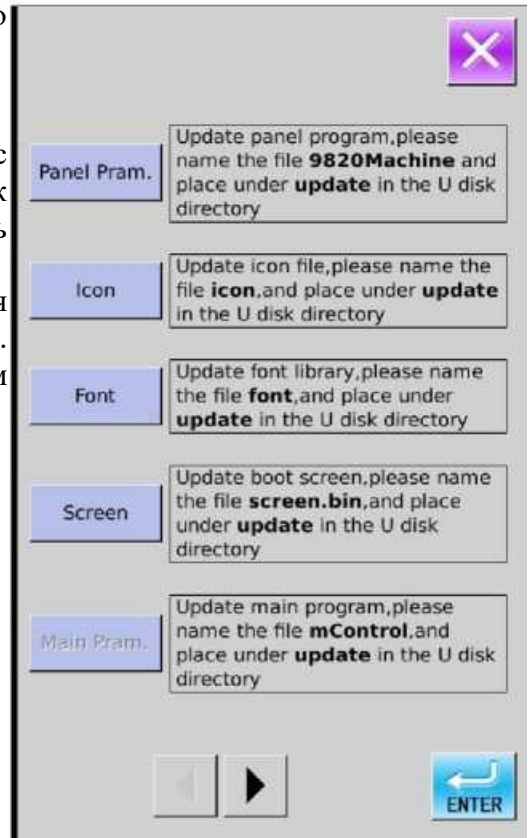 Panel Pram.
Update panel program,please
name the file 9820Machine and
place under update in the U disk
directory
Icon
Update icon file,please name the
file icon,and place under update
in the U disk directory
Font
Update font library,please name
the file font,and place under
update in the U disk directory
Screen
Update boot screen,please name
the file screen.bin,and place
under update in the U disk
directory
Main Pram.
Update main program,please
name the file mControl,and
place under update in the U disk
directory
ENTER